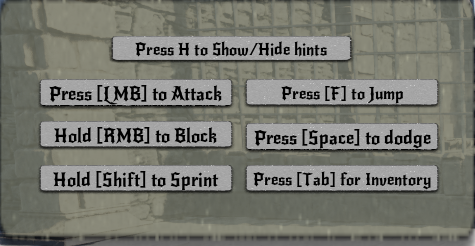 Press H to Show/Hide hints
Press [LMB] to Attack
Press [F] to Jump
Hold [RMB] to Block
Press [Space] to dodge
Hold [Shift] to Sprint
Press [Tab] for Inventory